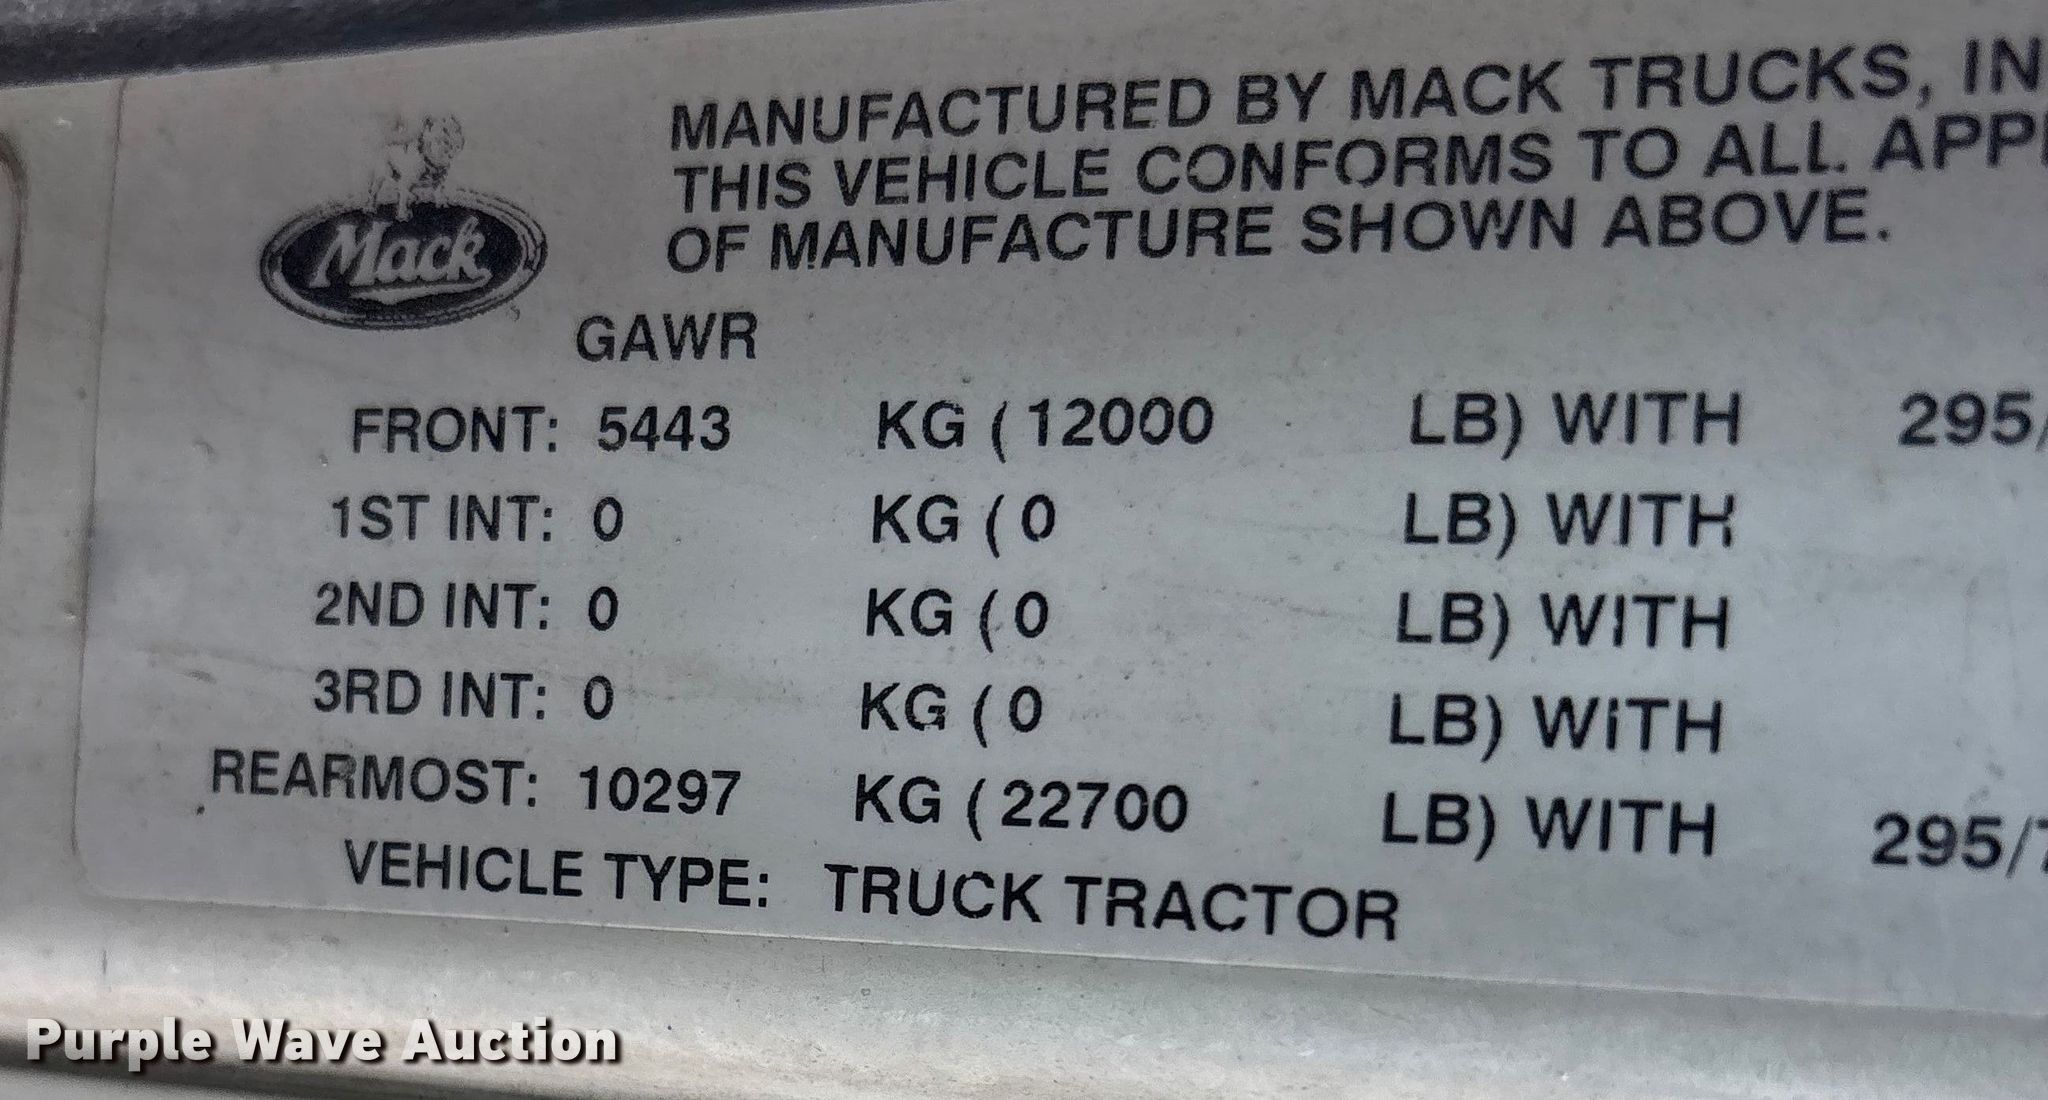 Mack
MANUFACTURED BY MACK TRUCKS, IN
THIS VEHICLE CONFORMS TO ALL APPL
OF MANUFACTURE SHOWN ABOVE.
GAWR
FRONT: 5443 KG ( 12000 LB) WITH 295/
1ST INT: 0 KG ( 0 LB) WITH
2ND INT: 0 KG ( 0 LB) WITH
3RD INT: 0 KG ( 0 LB) WITH
REARMOST: 10297 KG ( 22700 LB) WITH 295/7
VEHICLE TYPE: TRUCK TRACTOR
Purple Wave Auction